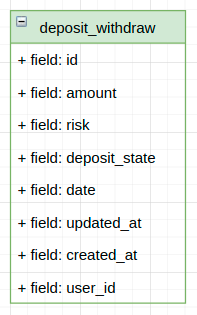 deposit_withdraw
+ field: id
+ field: amount
+ field: risk
+ field: deposit_state
+ field: date
+ field: updated_at
+ field: created_at
+ field: user_id